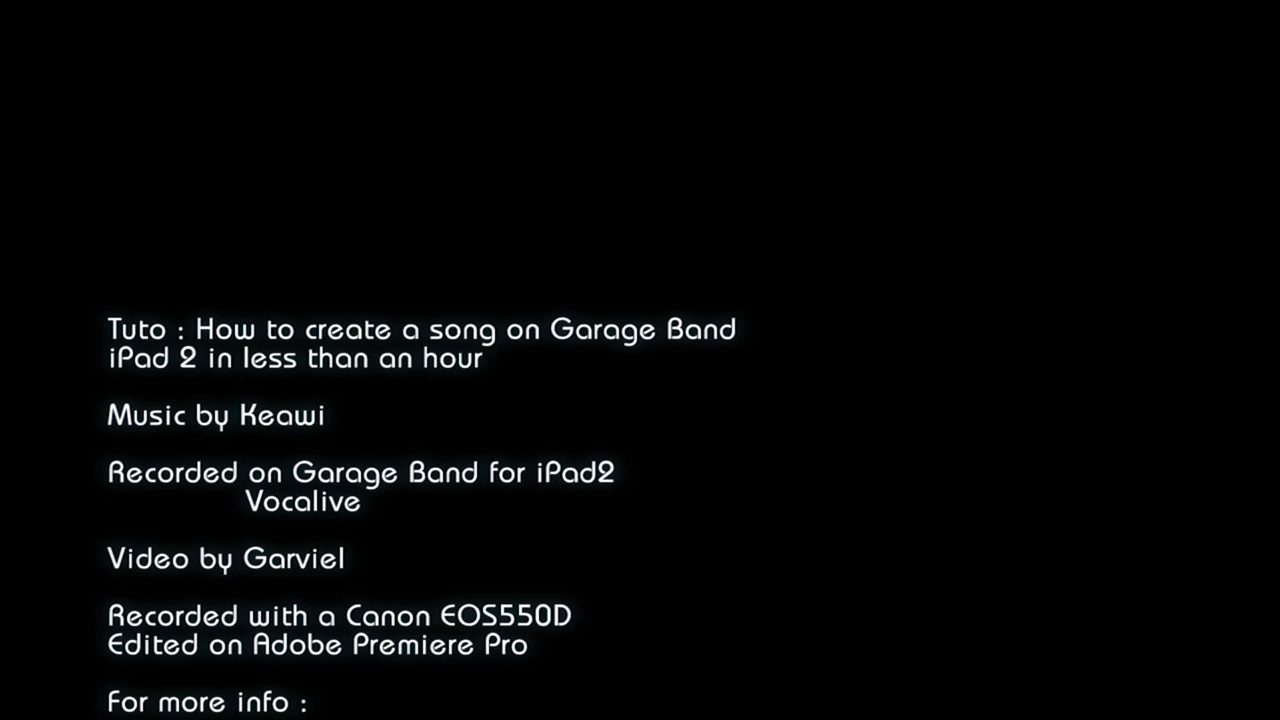 Tuto : How to create a song on Garage Band
iPad 2 in less than an hour
Music by Keawi
Recorded on Garage Band for iPad2
Vocalive
Video by Garviel
Recorded with a Canon EOS550D
Edited on Adobe Premiere Pro
For more info :